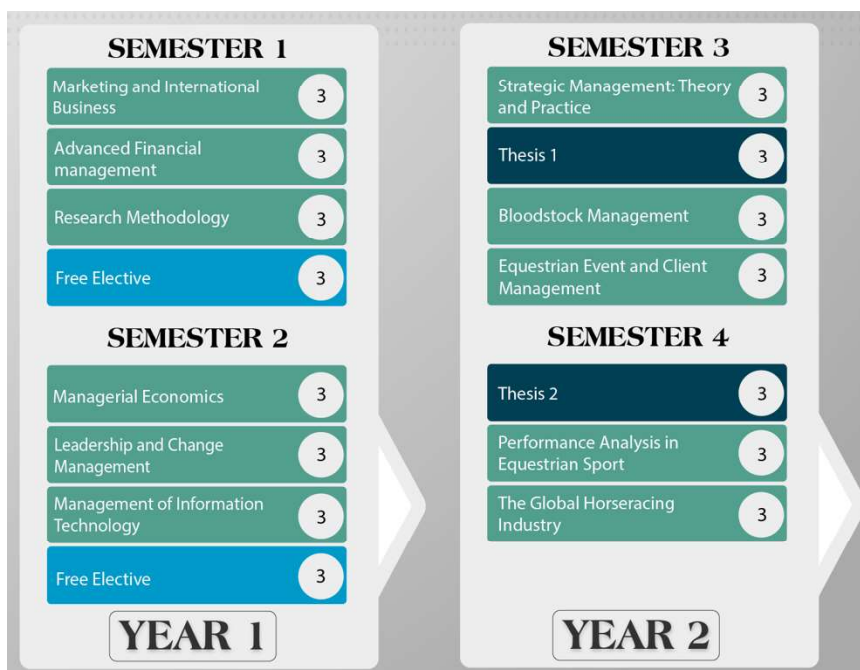 SEMESTER 1
Marketing and International
Business
3
Advanced Financial
management
3
Research Methodology
3
Free Elective
3
SEMESTER 2
Managerial Economics
3
Leadership and Change
Management
3
Management of Information
Technology
3
Free Elective
3
YEAR 1
SEMESTER 3
Strategic Management: Theory
and Practice
3
Thesis 1
3
Bloodstock Management
3
Equestrian Event and Client
Management
3
SEMESTER 4
Thesis 2
3
Performance Analysis in
Equestrian Sport
3
The Global Horseracing
Industry
3
YEAR 2